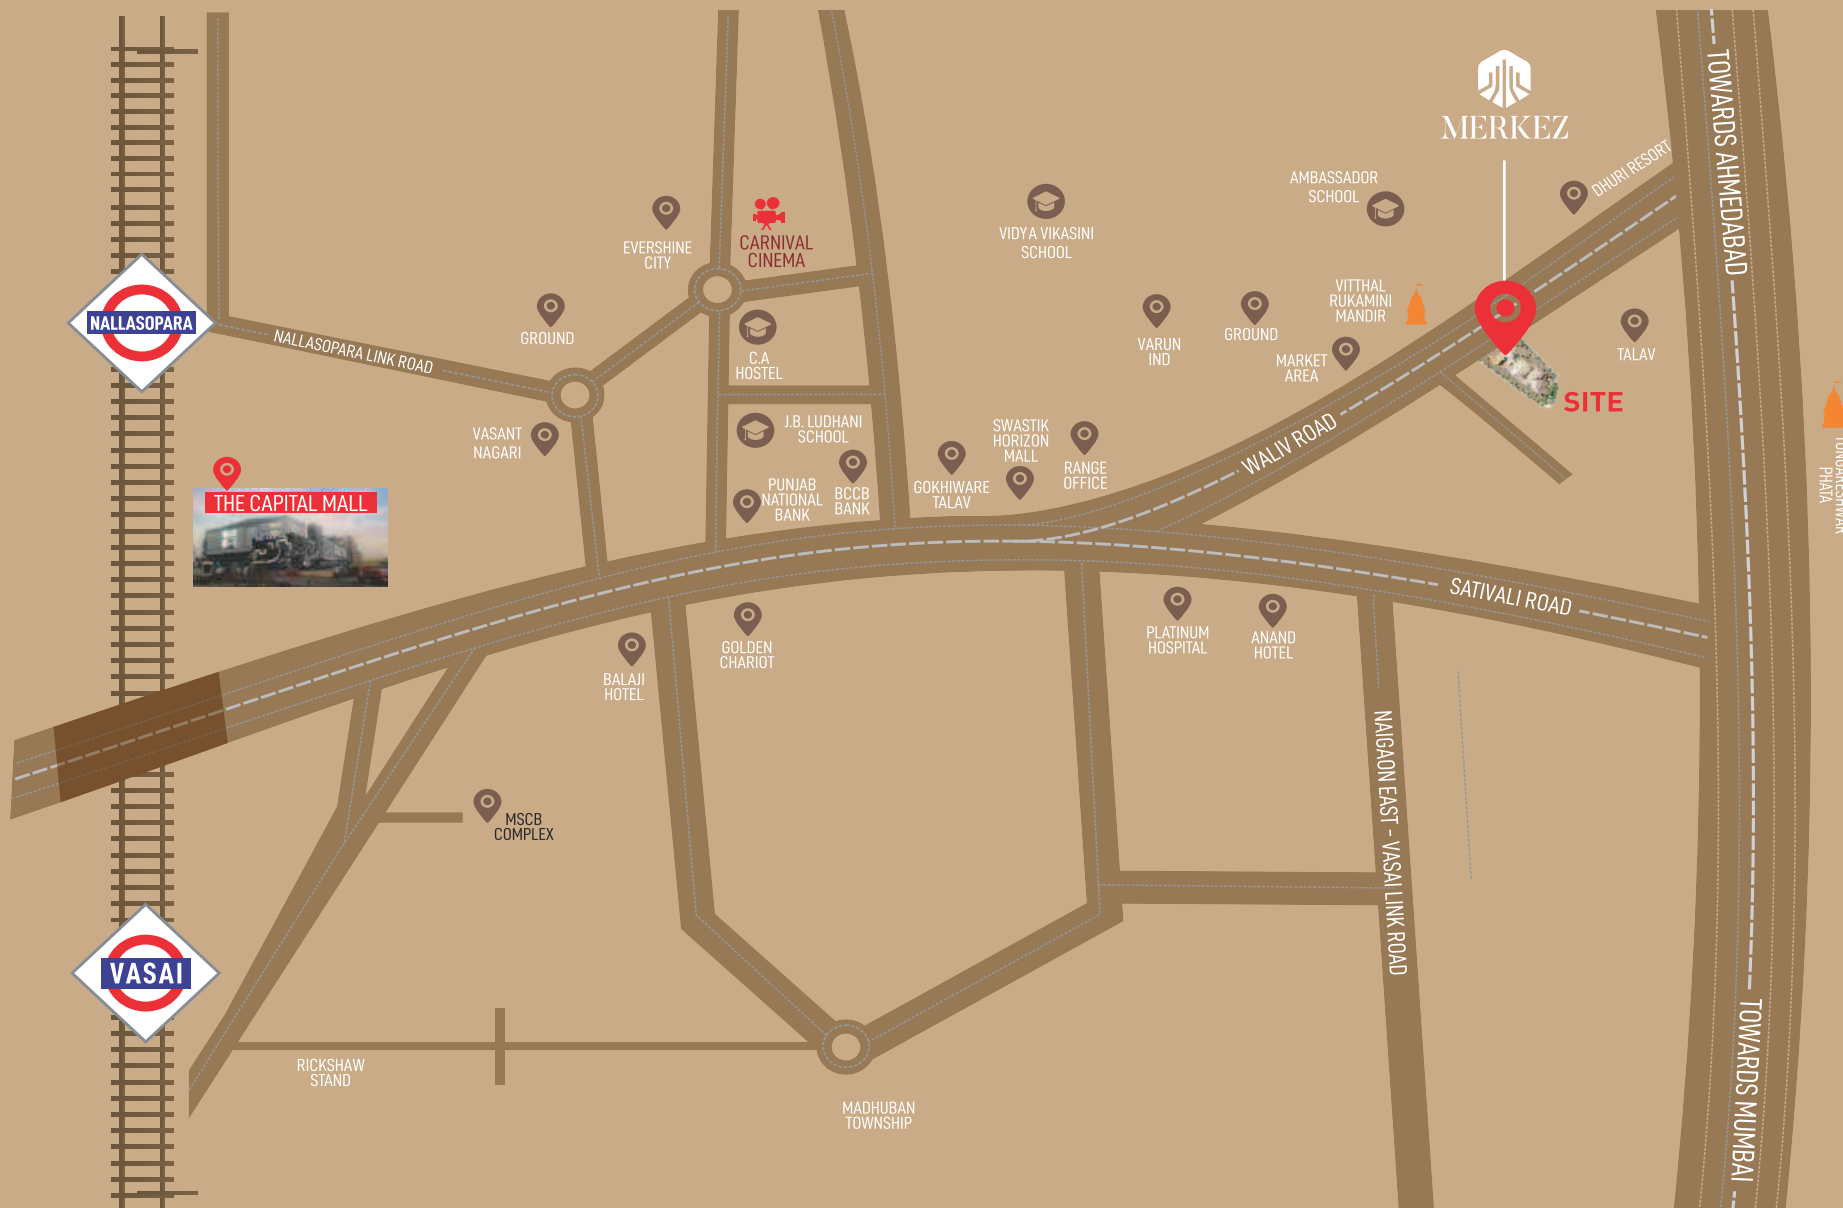 MERKEZ
TOWARDS AHMEDABAD
DHURI RESORT
AMBASSADOR
SCHOOL
VIDYA VIKASINI
SCHOOL
EVERSHINE
CITY
CARNIVAL
CINEMA
VITTHAL
RUKAMINI
MANDIR
NALLASOPARA
NALLASOPARA LINK ROAD
GROUND
C.A
HOSTEL
VARUN
IND
GROUND
MARKET
AREA
TALAV
SITE
VASANT
NAGARI
J.B. LUDHANI
SCHOOL
SWASTIK
HORIZON
MALL
WALIV ROAD
RANGE
OFFICE
THE CAPITAL MALL
PUNJAB
NATIONAL
BANK
BCCB
BANK
GOKHIWARE
TALAV
TUNGARESHWAR
PHATA
SATIVALI ROAD
GOLDEN
CHARIOT
PLATINUM
HOSPITAL
ANAND
HOTEL
BALAJI
HOTEL
NAIGAON EAST - VASAI LINK ROAD
MSCB
COMPLEX
VASAI
RICKSHAW
STAND
MADHUBAN
TOWNSHIP
TOWARDS MUMBAI